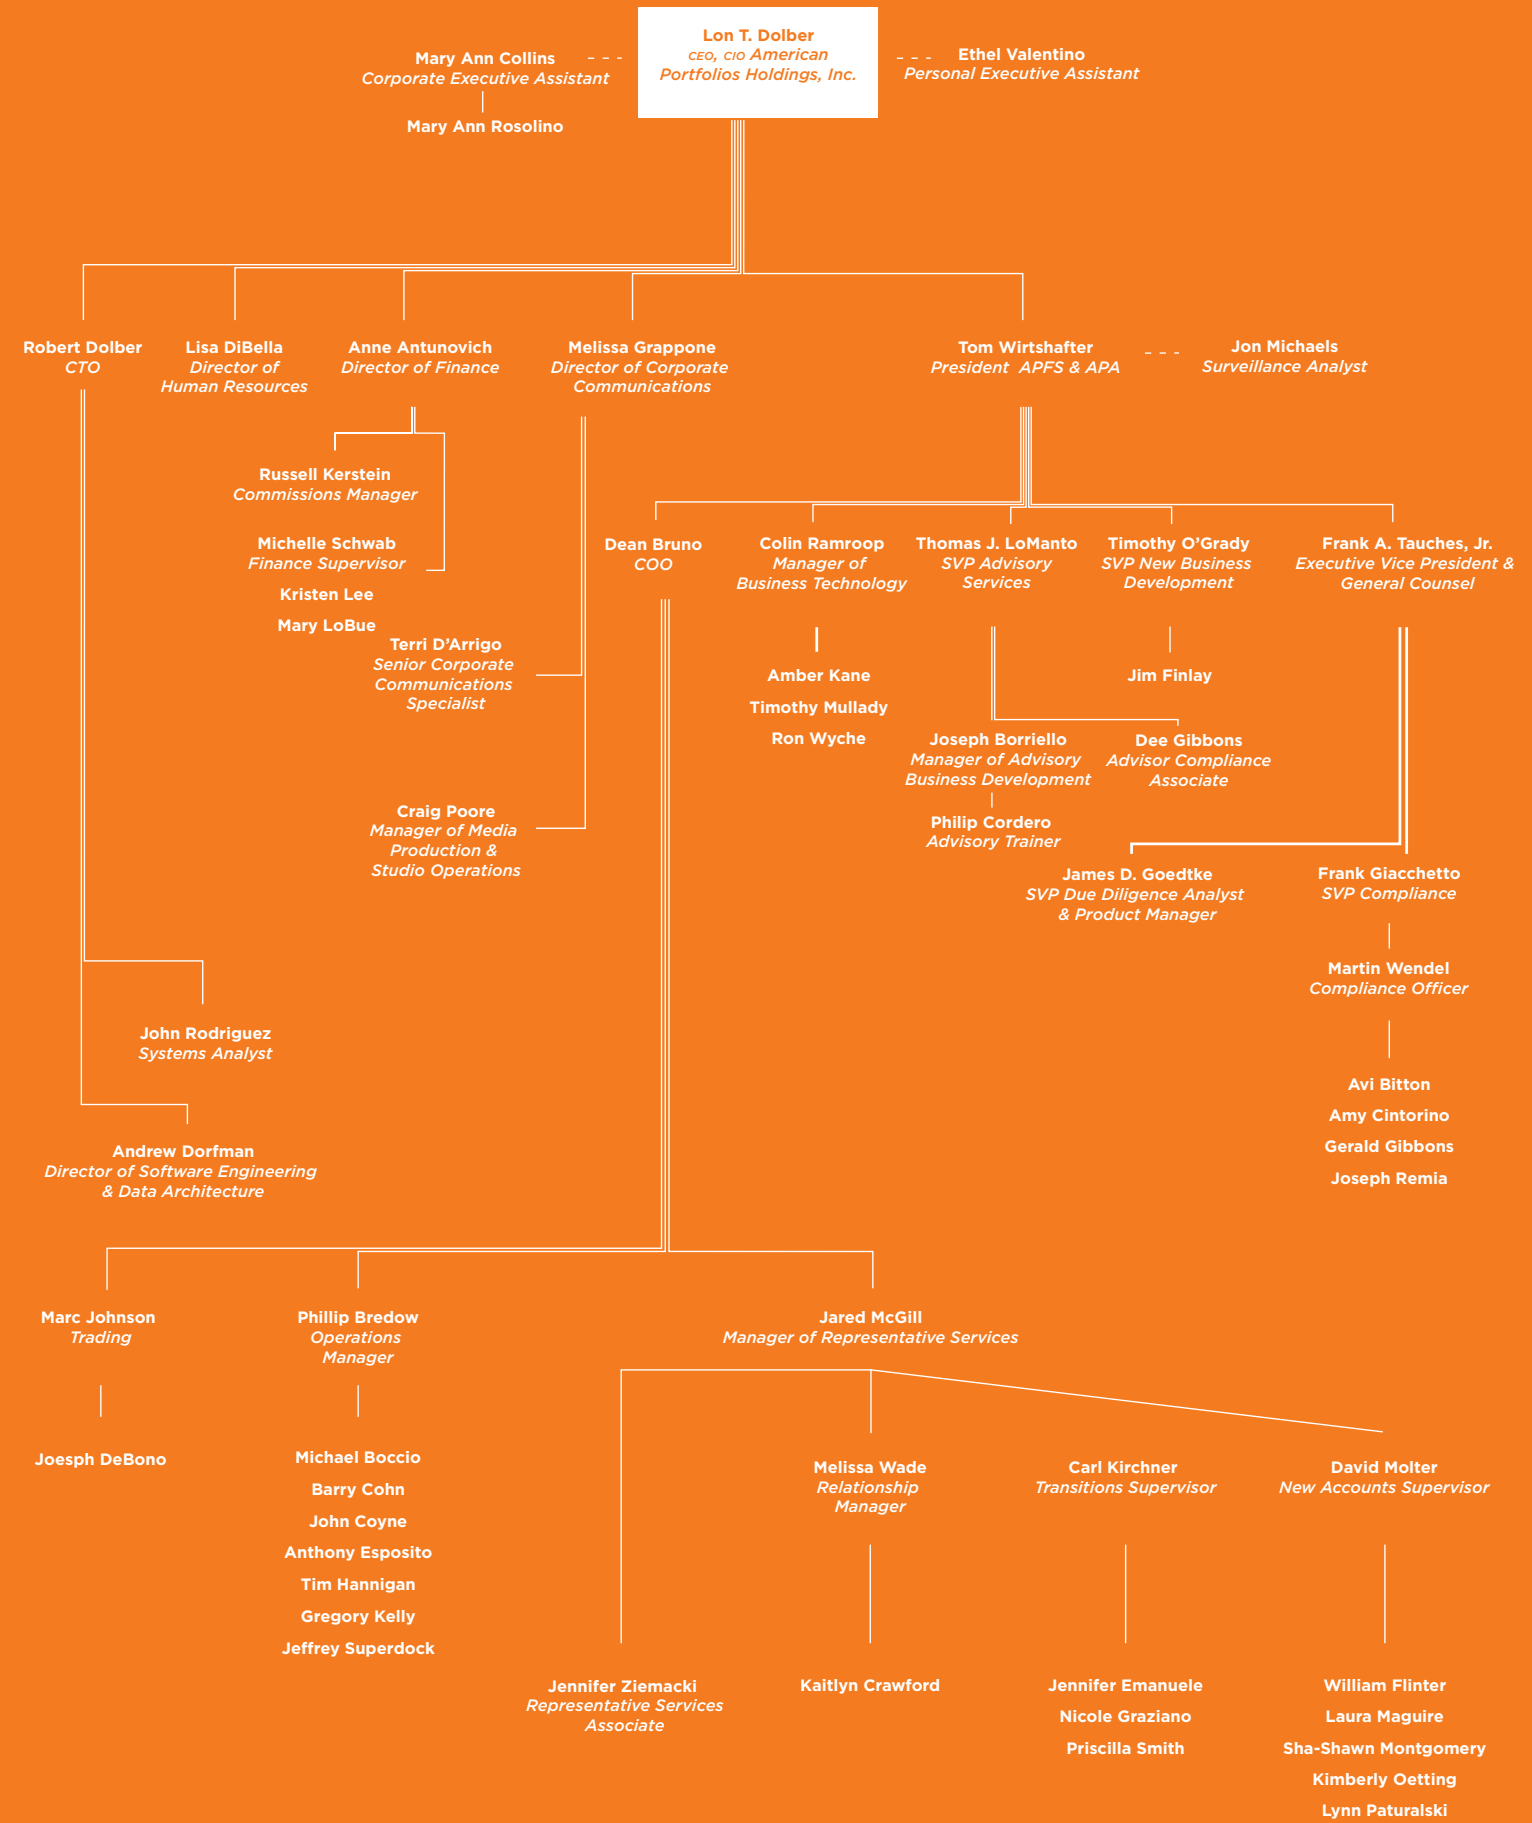 Lon T. Dolber
CEO, CIO American
Portfolios Holdings, Inc.
Mary Ann Collins
Corporate Executive Assistant
Mary Ann Rosolino
Ethel Valentino
Personal Executive Assistant
Robert Dolber
CTO
Lisa DiBella
Director of
Human Resources
Anne Antunovich
Director of Finance
Melissa Grappone
Director of Corporate
Communications
Tom Wirtshafter
President APFS & APA
Jon Michaels
Surveillance Analyst
Russell Kerstein
Commissions Manager
Michelle Schwab
Finance Supervisor
Kristen Lee
Mary LoBue
Terri D’Arrigo
Senior Corporate
Communications
Specialist
Craig Poore
Manager of Media
Production &
Studio Operations
Dean Bruno
COO
Colin Ramroop
Manager of
Business Technology
Amber Kane
Timothy Mullady
Ron Wyche
Thomas J. LoManto
SVP Advisory
Services
Timothy O’Grady
SVP New Business
Development
Jim Finlay
Frank A. Tauches, Jr.
Executive Vice President &
General Counsel
Joseph Borriello
Manager of Advisory
Business Development
Philip Cordero
Advisory Trainer
Dee Gibbons
Advisor Compliance
Associate
James D. Goedtke
SVP Due Diligence Analyst
& Product Manager
Frank Giacchetto
SVP Compliance
Martin Wendel
Compliance Officer
Avi Bitton
Amy Cintorino
Gerald Gibbons
Joseph Remia
John Rodriguez
Systems Analyst
Andrew Dorfman
Director of Software Engineering
& Data Architecture
Marc Johnson
Trading
Joesph DeBono
Phillip Bredow
Operations
Manager
Michael Boccio
Barry Cohn
John Coyne
Anthony Esposito
Tim Hannigan
Gregory Kelly
Jeffrey Superdock
Jared McGill
Manager of Representative Services
Jennifer Ziemacki
Representative Services
Associate
Melissa Wade
Relationship
Manager
Kaitlyn Crawford
Carl Kirchner
Transitions Supervisor
Jennifer Emanuele
Nicole Graziano
Priscilla Smith
David Molter
New Accounts Supervisor
William Flinter
Laura Maguire
Sha-Shawn Montgomery
Kimberly Oetting
Lynn Paturalski